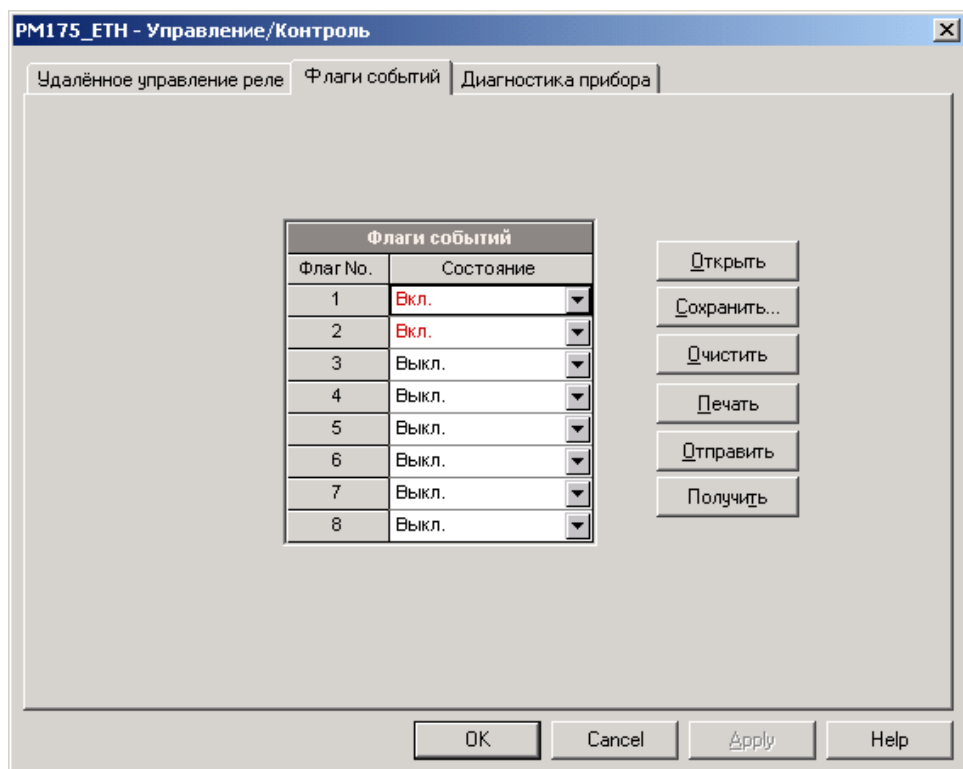 PM175_ETH - Управление/Контроль
Удалённое управление реле Флаги событий Диагностика прибора
Флаги событий
Флаг No. Состояние
1 Вкл.
2 Вкл.
3 Выкл.
4 Выкл.
5 Выкл.
6 Выкл.
7 Выкл.
8 Выкл.
Открыть
Сохранить...
Очистить
Печать
Отправить
Получить
OK Cancel Apply Help